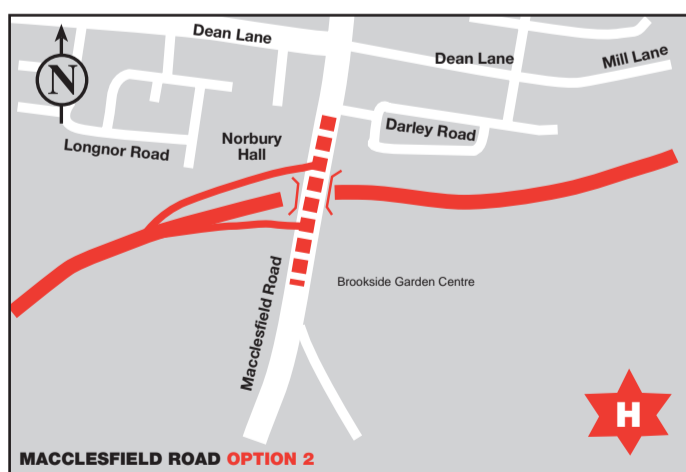 Dean Lane
Dean Lane
Mill Lane
N
Darley Road
Norbury
Hall
Longnor Road
Macclesfield Road
Brookside Garden Centre
H
MACCLESFIELD ROAD OPTION 2